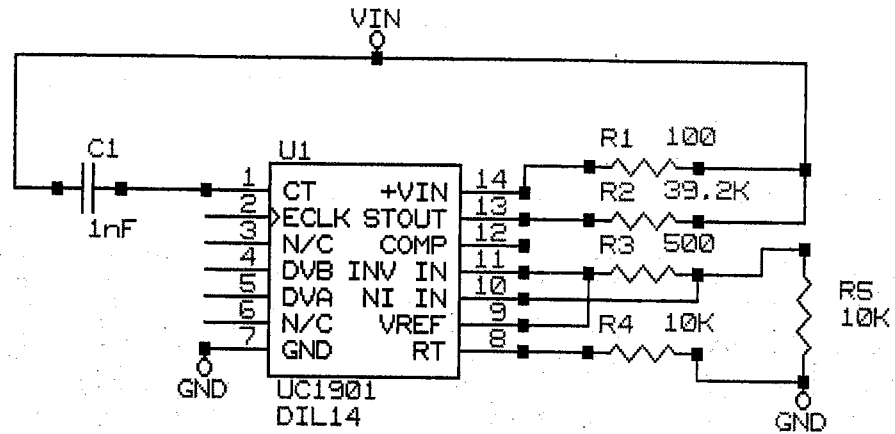 VIN
C1
1nF
U1
1 CT +VIN 14
2 ECLK STOUT 13
3 N/C COMP 12
4 DVB INV IN 11
5 DVA NI IN 10
6 N/C VREF 9
7 GND RT 8
GND
UC1901
DIL14
R1 100
R2 39.2K
R3 500
R4 10K
R5
10K
GND